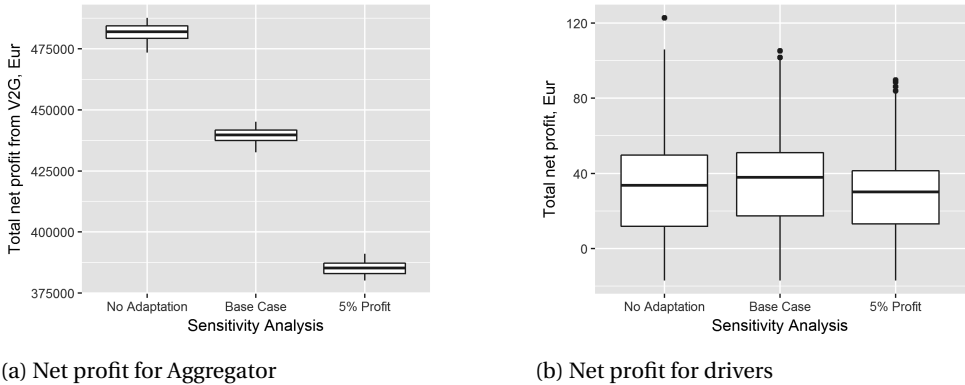 Total net profit from V2G, Eur
475000
450000
425000
400000
375000
No Adaptation
Base Case
5% Profit
Sensitivity Analysis
(a) Net profit for Aggregator
Total net profit, Eur
120
80
40
0
No Adaptation
Base Case
5% Profit
Sensitivity Analysis
(b) Net profit for drivers